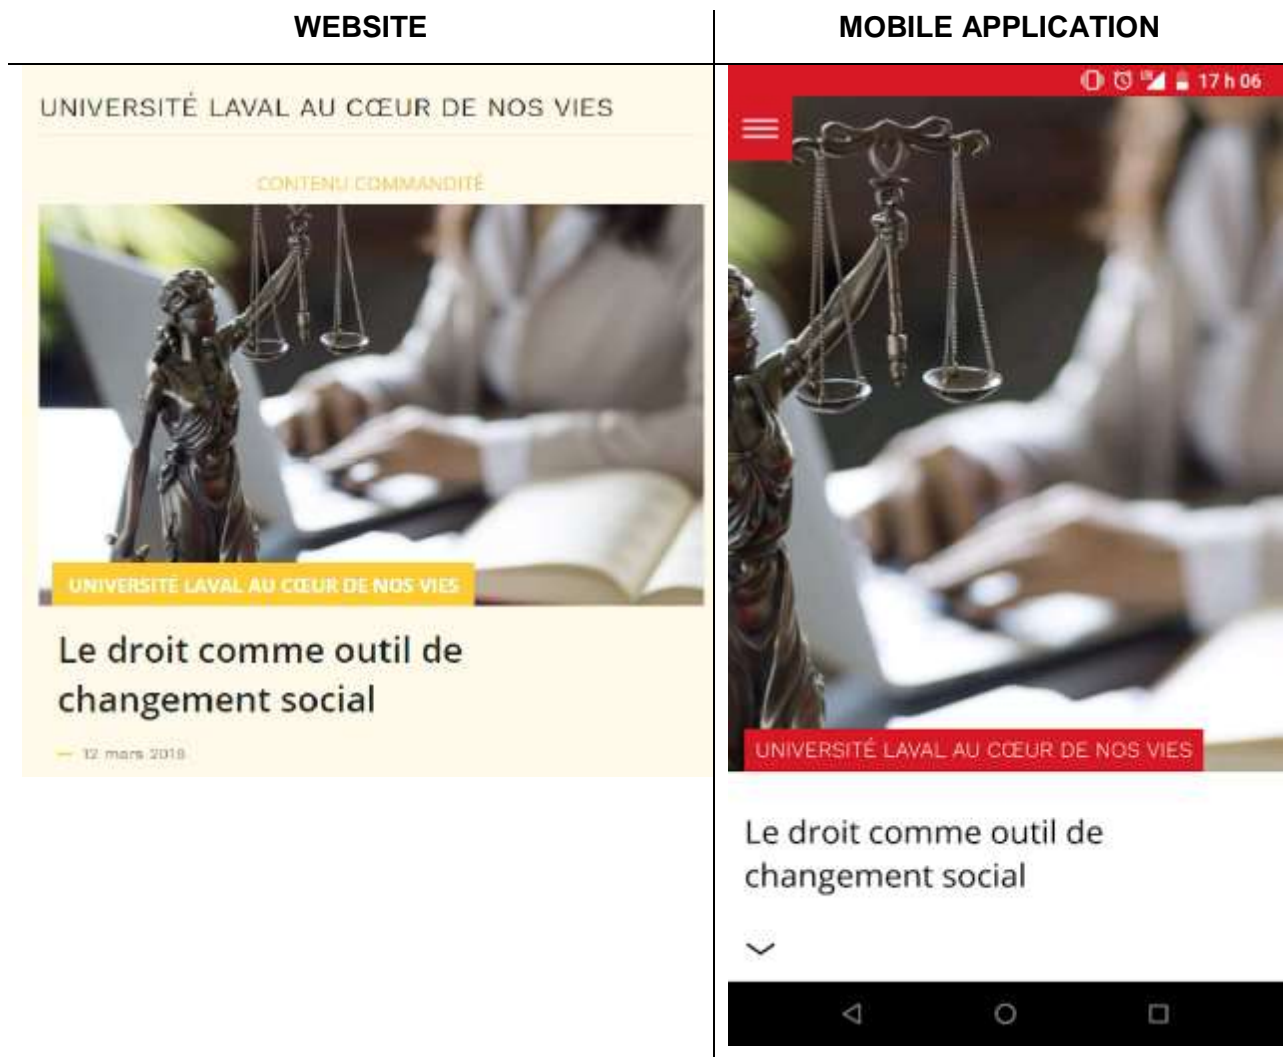 WEBSITE
MOBILE APPLICATION
UNIVERSITÉ LAVAL AU CŒUR DE NOS VIES
CONTENU COMMANDITÉ
UNIVERSITÉ LAVAL AU CŒUR DE NOS VIES
Le droit comme outil de
changement social
12 mars 2018
17 h 06
UNIVERSITÉ LAVAL AU CŒUR DE NOS VIES
Le droit comme outil de
changement social